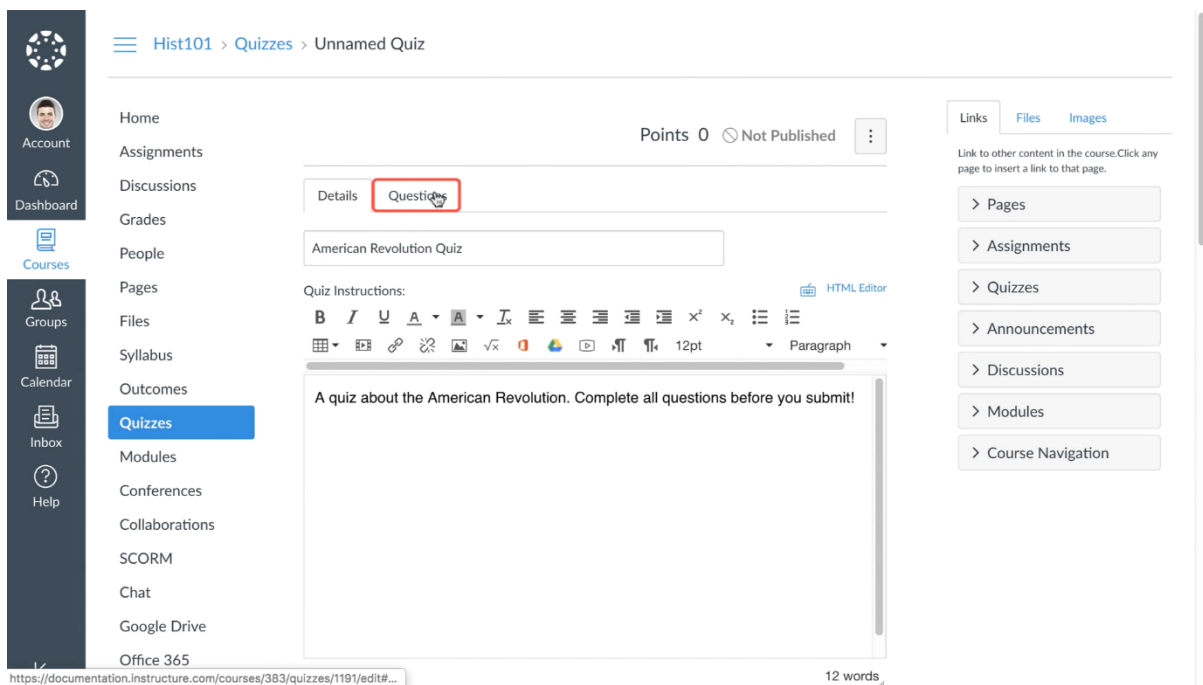 Hist101 > Quizzes > Unnamed Quiz
Account
Dashboard
Courses
Groups
Calendar
Inbox
Help
Home
Assignments
Discussions
Grades
People
Pages
Files
Syllabus
Outcomes
Quizzes
Modules
Conferences
Collaborations
SCORM
Chat
Google Drive
Office 365
Points 0 Not Published
Details Questions
American Revolution Quiz
Quiz Instructions: HTML Editor
B I U A A Tx x² x₂
√x 12pt Paragraph
A quiz about the American Revolution. Complete all questions before you submit!
12 words
Links Files Images
Link to other content in the course.Click any
page to insert a link to that page.
> Pages
> Assignments
> Quizzes
> Announcements
> Discussions
> Modules
> Course Navigation
https://documentation.instructure.com/courses/383/quizzes/1191/edit#...